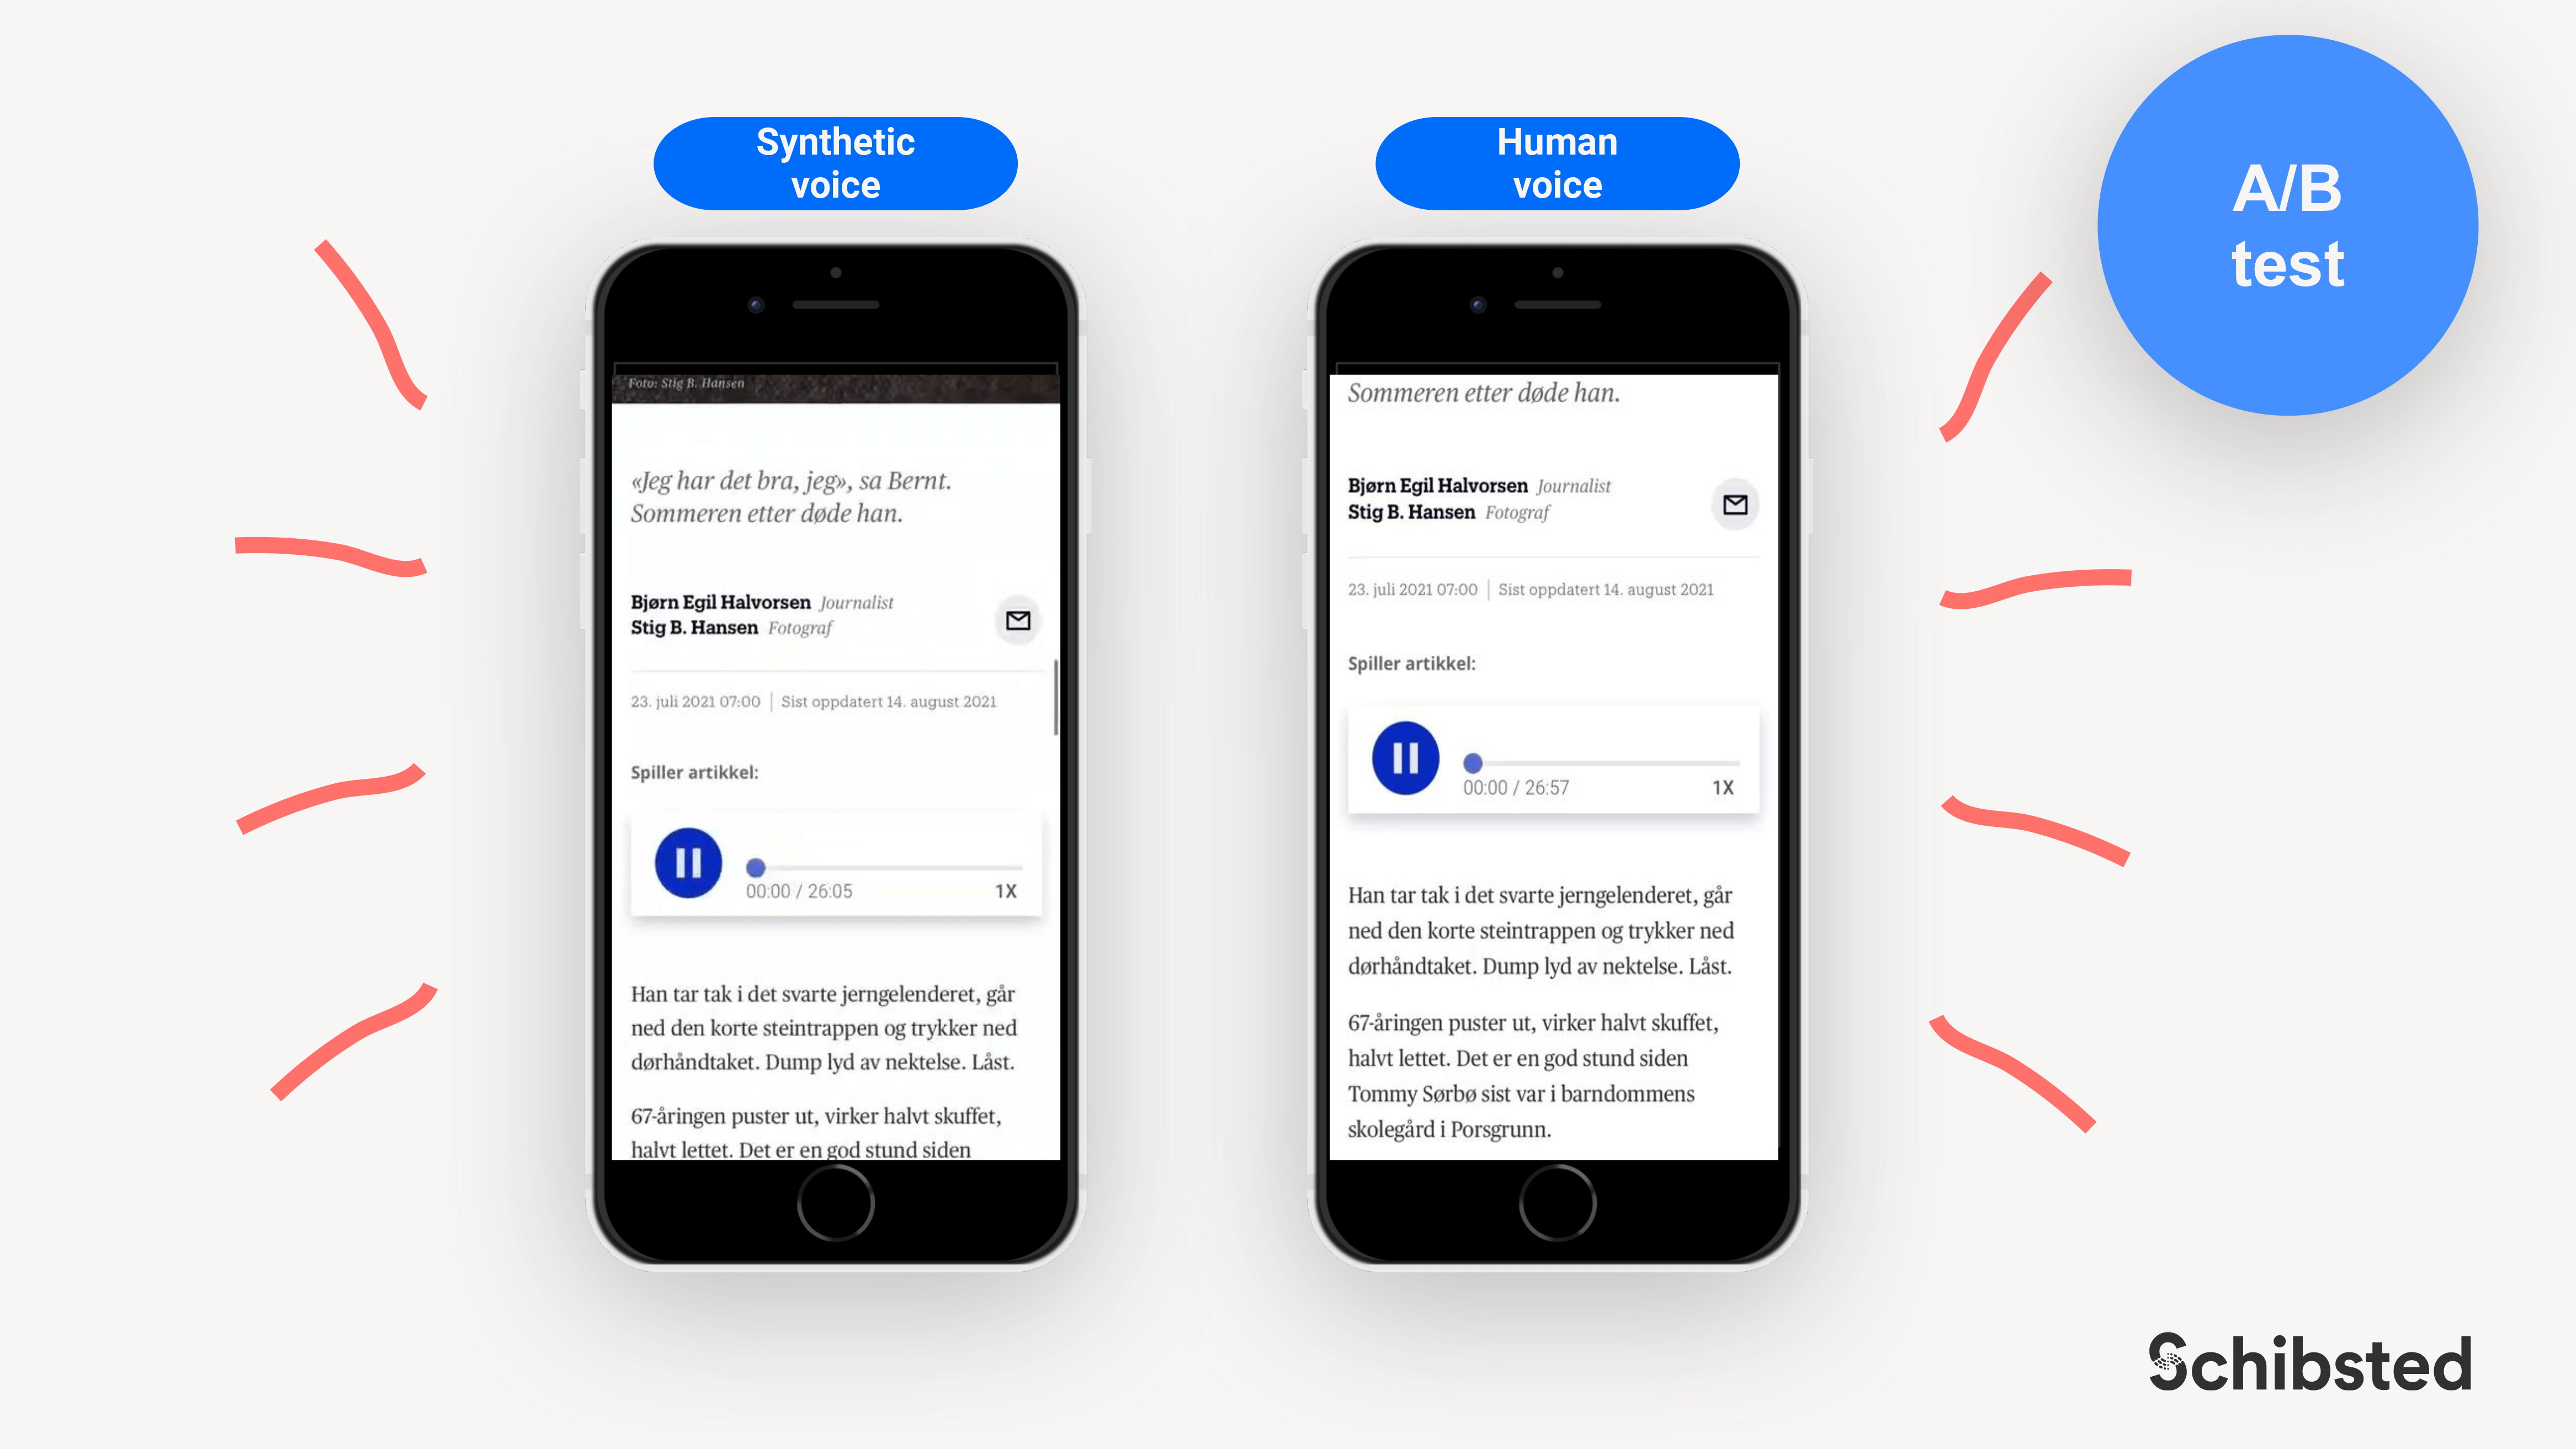 Synthetic
voice
Foto: Stig B. Hansen
«Jeg har det bra, jeg», sa Bernt.
Sommeren etter døde han.
Bjørn Egil Halvorsen Journalist
Stig B. Hansen Fotograf
23. juli 2021 07:00 | Sist oppdatert 14. august 2021
Spiller artikkel:
00:00 / 26:05 1X
Han tar tak i det svarte jerngelenderet, går
ned den korte steintrappen og trykker ned
dørhåndtaket. Dump lyd av nektelse. Låst.
67-åringen puster ut, virker halvt skuffet,
halvt lettet. Det er en god stund siden
Human
voice
Sommeren etter døde han.
Bjørn Egil Halvorsen Journalist
Stig B. Hansen Fotograf
23. juli 2021 07:00 | Sist oppdatert 14. august 2021
Spiller artikkel:
00:00 / 26:57 1X
Han tar tak i det svarte jerngelenderet, går
ned den korte steintrappen og trykker ned
dørhåndtaket. Dump lyd av nektelse. Låst.
67-åringen puster ut, virker halvt skuffet,
halvt lettet. Det er en god stund siden
Tommy Sørbø sist var i barndommens
skolegård i Porsgrunn.
A/B
test
Schibsted